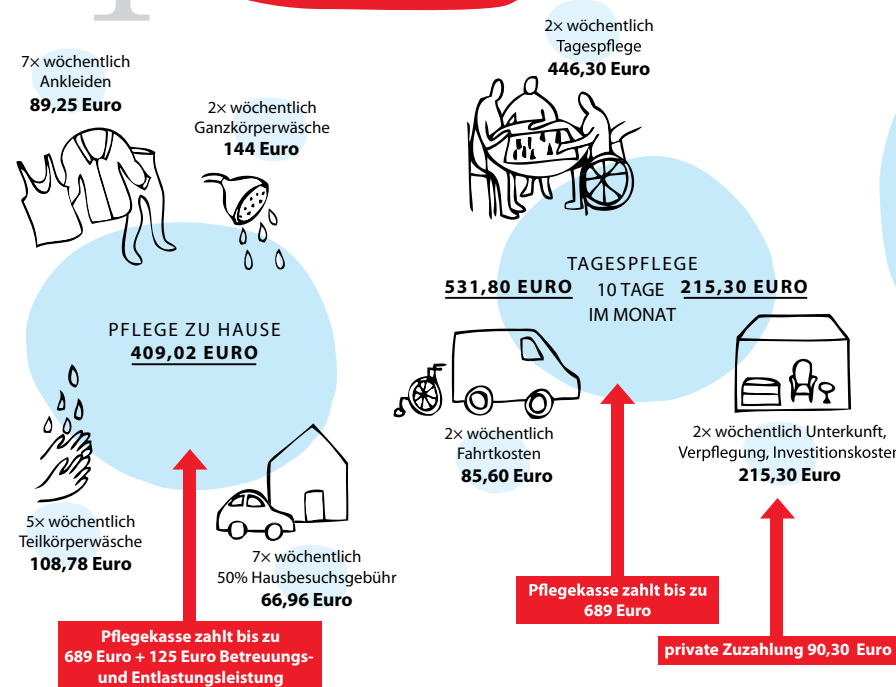 7× wöchentlich
Ankleiden
89,25 Euro
2× wöchentlich
Ganzkörperwäsche
144 Euro
PFLEGE ZU HAUSE
409,02 EURO
5× wöchentlich
Teilkörperwäsche
108,78 Euro
7× wöchentlich
50% Hausbesuchsgebühr
66,96 Euro
Pflegekasse zahlt bis zu
689 Euro + 125 Euro Betreuungs-
und Entlastungsleistung
2× wöchentlich
Tagespflege
446,30 Euro
TAGESPFLEGE
531,80 EURO 10 TAGE 215,30 EURO
IM MONAT
2× wöchentlich
Fahrtkosten
85,60 Euro
2× wöchentlich Unterkunft,
Verpflegung, Investitionskosten
215,30 Euro
Pflegekasse zahlt bis zu
689 Euro
private Zuzahlung 90,30 Euro